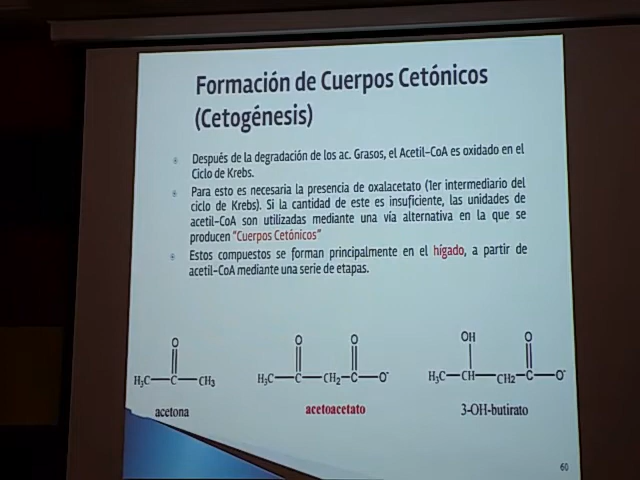 Formación de Cuerpos Cetónicos
(Cetogénesis)
Después de la degradación de los ac. Grasos, el Acetil-CoA es oxidado en el
Ciclo de Krebs.
Para esto es necesaria la presencia de oxalacetato (1er intermediario del
ciclo de Krebs). Si la cantidad de este es insuficiente, las unidades de
acetil-CoA son utilizadas mediante una vía alternativa en la que se
producen "Cuerpos Cetónicos"
Estos compuestos se forman principalmente en el hígado, a partir de
acetil-CoA mediante una serie de etapas.
O O O OH O
H₃C—C—CH₃ H₃C—C—CH₂—C—O⁻ H₃C—CH—CH₂—C—O⁻
acetona acetoacetato 3-OH-butirato
60